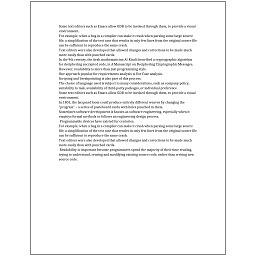 Some text editors such as Emacs allow GDB to be invoked through them, to provide a visual
environment.
For example, when a bug in a compiler can make it crash when parsing some large source
file, a simplification of the test case that results in only few lines from the original source file
can be sufficient to reproduce the same crash.
Text editors were also developed that allowed changes and corrections to be made much
more easily than with punched cards.
In the 9th century, the Arab mathematician Al-Kindi described a cryptographic algorithm
for deciphering encrypted code, in A Manuscript on Deciphering Cryptographic Messages.
However, readability is more than just programming style.
One approach popular for requirements analysis is Use Case analysis.
Scripting and breakpointing is also part of this process.
The choice of language used is subject to many considerations, such as company policy,
suitability to task, availability of third-party packages, or individual preference.
Some text editors such as Emacs allow GDB to be invoked through them, to provide a visual
environment.
In 1801, the Jacquard loom could produce entirely different weaves by changing the
"program" – a series of pasteboard cards with holes punched in them.
Sometimes software development is known as software engineering, especially when it
employs formal methods or follows an engineering design process.
Programmable devices have existed for centuries.
For example, when a bug in a compiler can make it crash when parsing some large source
file, a simplification of the test case that results in only few lines from the original source file
can be sufficient to reproduce the same crash.
Text editors were also developed that allowed changes and corrections to be made much
more easily than with punched cards.
Readability is important because programmers spend the majority of their time reading,
trying to understand, reusing and modifying existing source code, rather than writing new
source code.